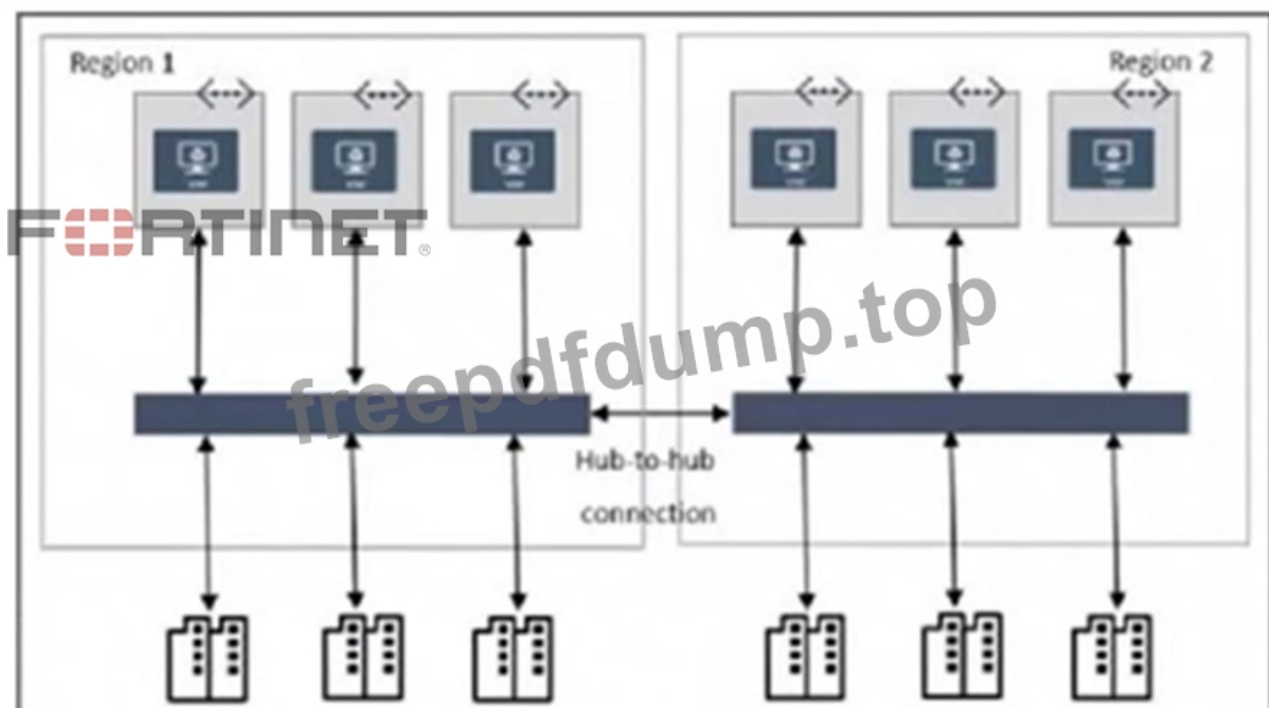 Region 1
Region 2
FORTINET®
freepdfdump.top
Hub-to-hub
connection